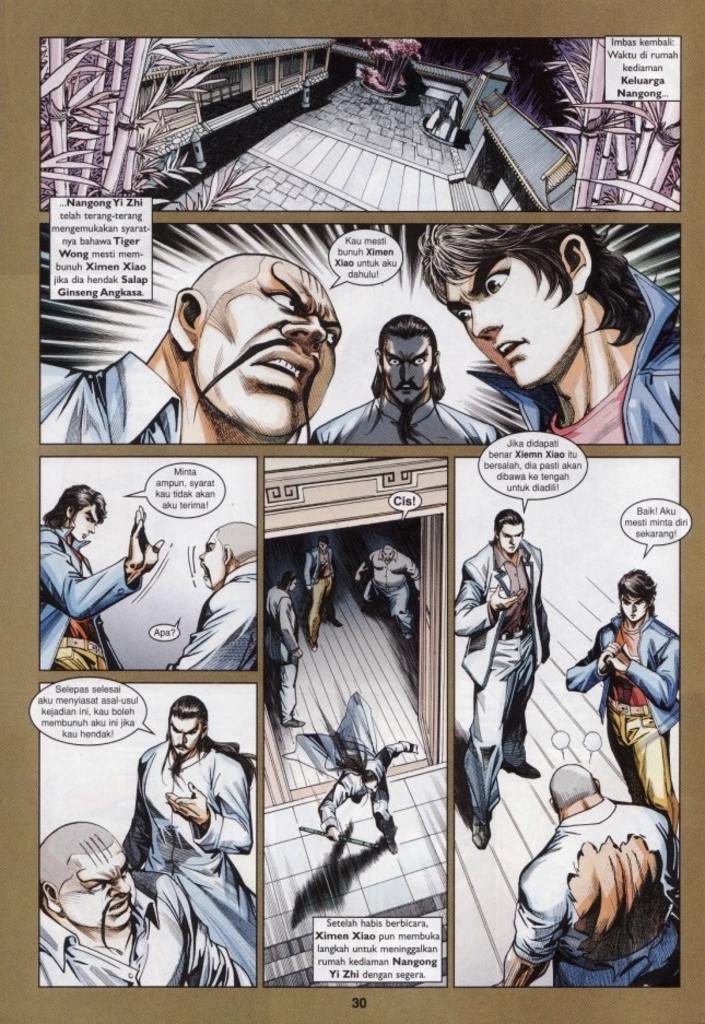 Imbas kembali:
Waktu di rumah
kediaman
Keluarga
Nangong...
...Nangong Yi Zhi
telah terang-terang
mengemukakan syarat-
nya bahawa Tiger
Wong mesti mem-
bunuh Ximen Xiao
jika dia hendak Salap
Ginseng Angkasa.
Kau mesti
bunuh Ximen
Xiao untuk aku
dahulu!
Minta
ampun, syarat
kau tidak akan
aku terima!
Apa?
Selepas selesai
aku menyiasat asal-usul
kejadian ini, kau boleh
membunuh aku ini jika
kau hendak!
Cis!
Setelah habis berbicara,
Ximen Xiao pun membuka
langkah untuk meninggalkan
rumah kediaman Nangong
Yi Zhi dengan segera.
Jika didapati
benar Xiemn Xiao itu
bersalah, dia pasti akan
dibawa ke tengah
untuk diadili!
Baik! Aku
mesti minta diri
sekarang!
30